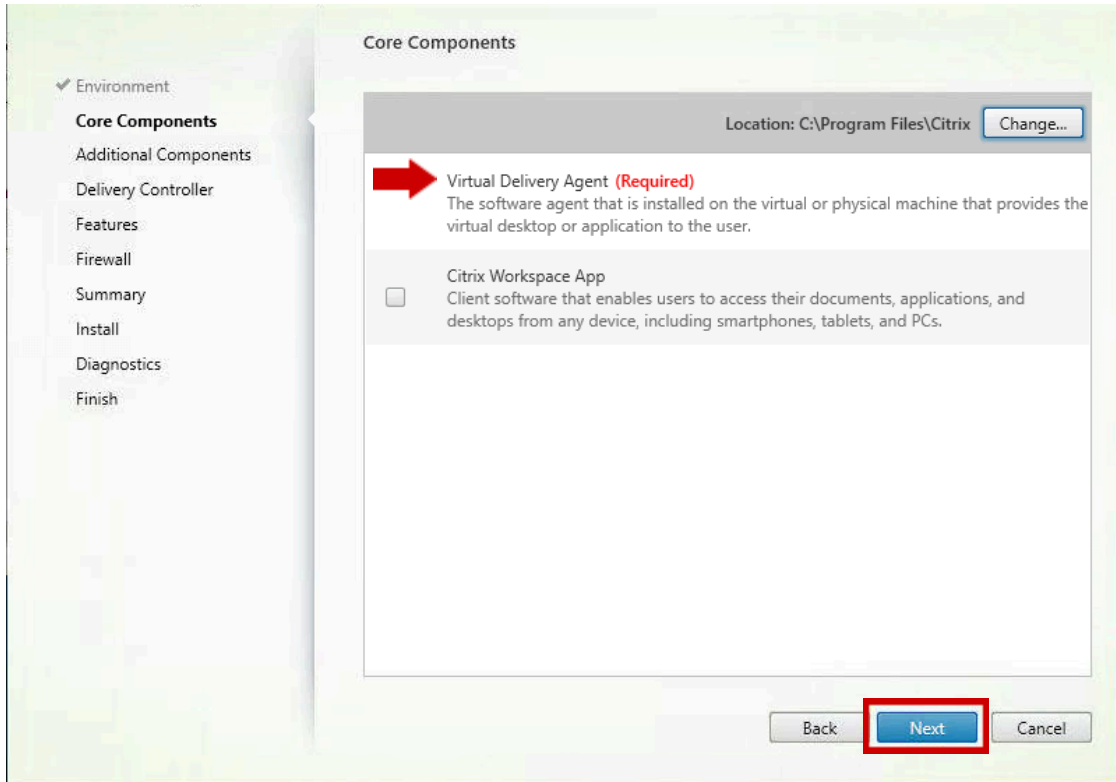 Core Components
Environment
Core Components
Additional Components
Delivery Controller
Features
Firewall
Summary
Install
Diagnostics
Finish
Location: C:\Program Files\Citrix
Change...
Virtual Delivery Agent (Required)
The software agent that is installed on the virtual or physical machine that provides the
virtual desktop or application to the user.
Citrix Workspace App
Client software that enables users to access their documents, applications, and
desktops from any device, including smartphones, tablets, and PCs.
Back
Next
Cancel